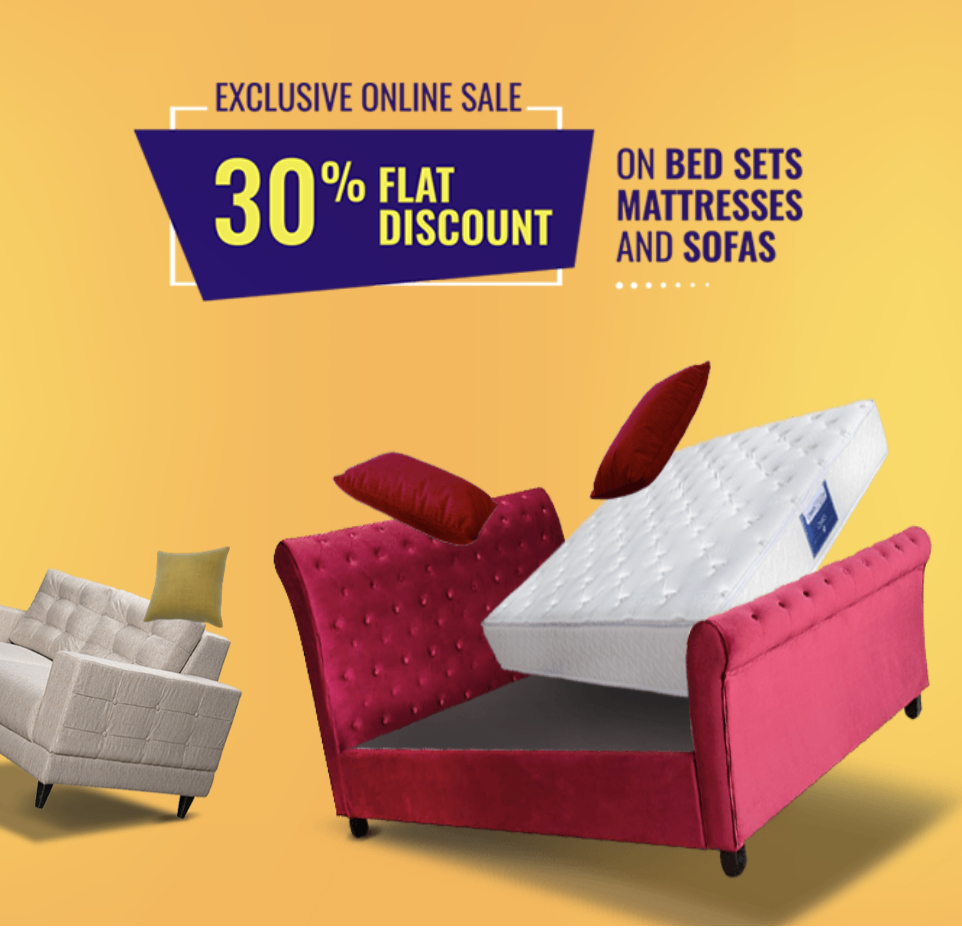 EXCLUSIVE ONLINE SALE
30% FLAT
DISCOUNT
ON BED SETS
MATTRESSES
AND SOFAS